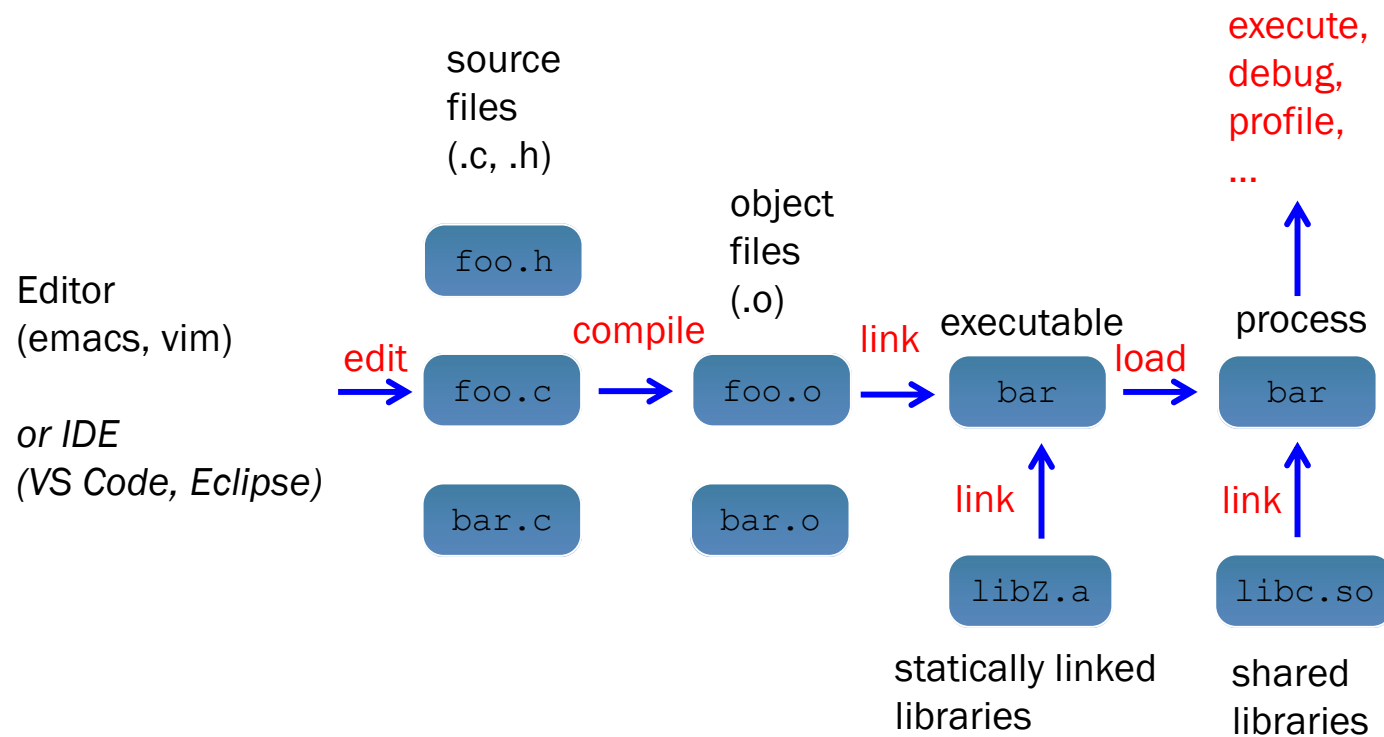 execute,
debug,
profile,
...
source
files
(.c, .h)
object
files
(.o)
foo.h
Editor
(emacs, vim)
or IDE
(VS Code, Eclipse)
edit
compile
link
executable
load
process
foo.c
foo.o
bar
bar
bar.c
bar.o
link
link
libZ.a
libc.so
statically linked
libraries
shared
libraries